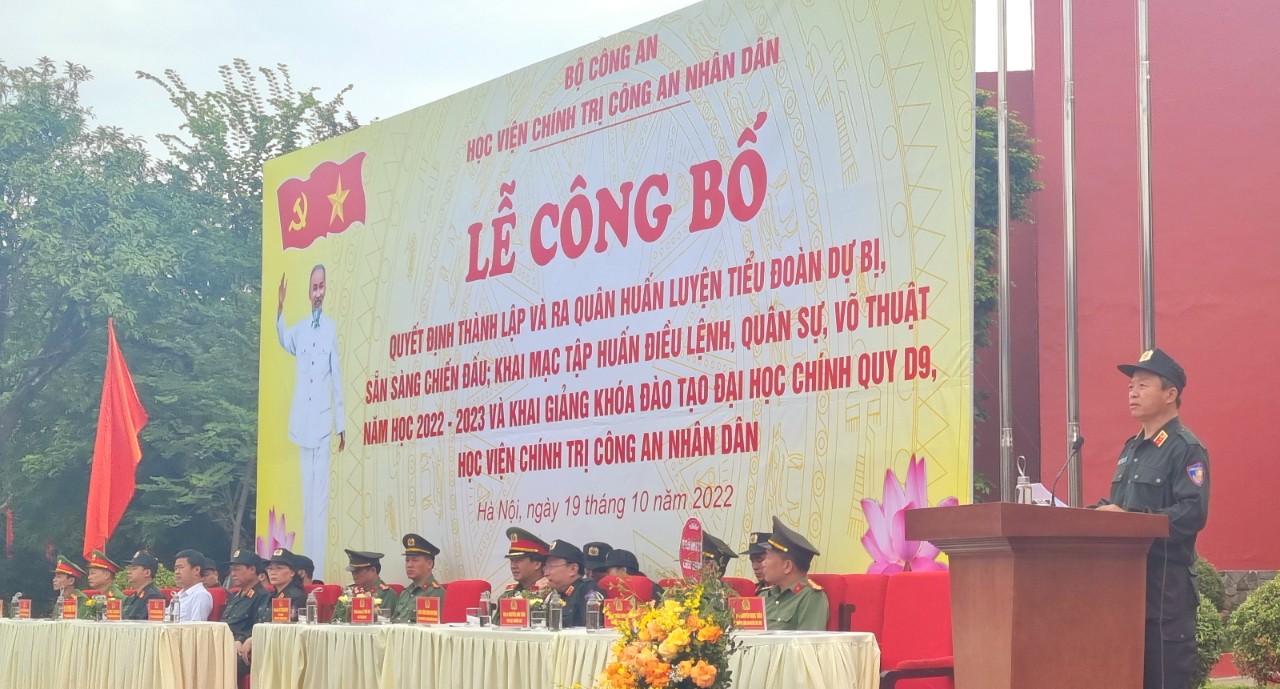 BỘ CÔNG AN
HỌC VIỆN CHÍNH TRỊ CÔNG AN NHÂN DÂN
LỄ CÔNG BỐ
QUYẾT ĐỊNH THÀNH LẬP VÀ RA QUÂN HUẤN LUYỆN TIỂU ĐOÀN DỰ BỊ,
SẴN SÀNG CHIẾN ĐẤU; KHAI MẠC TẬP HUẤN ĐIỀU LỆNH, QUÂN SỰ, VÕ THUẬT
NĂM HỌC 2022 - 2023 VÀ KHAI GIẢNG KHÓA ĐÀO TẠO ĐẠI HỌC CHÍNH QUY D9,
HỌC VIỆN CHÍNH TRỊ CÔNG AN NHÂN DÂN
Hà Nội, ngày 19 tháng 10 năm 2022